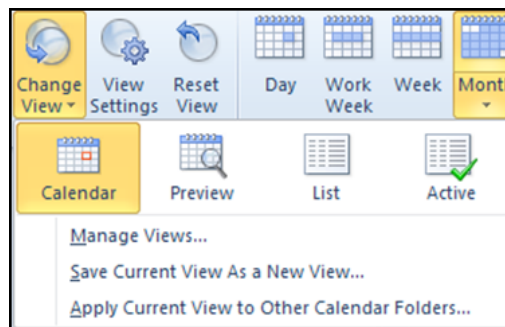 Change View Reset Day Work Week Month
View Settings View Week
Calendar Preview List Active
Manage Views...
Save Current View As a New View...
Apply Current View to Other Calendar Folders...